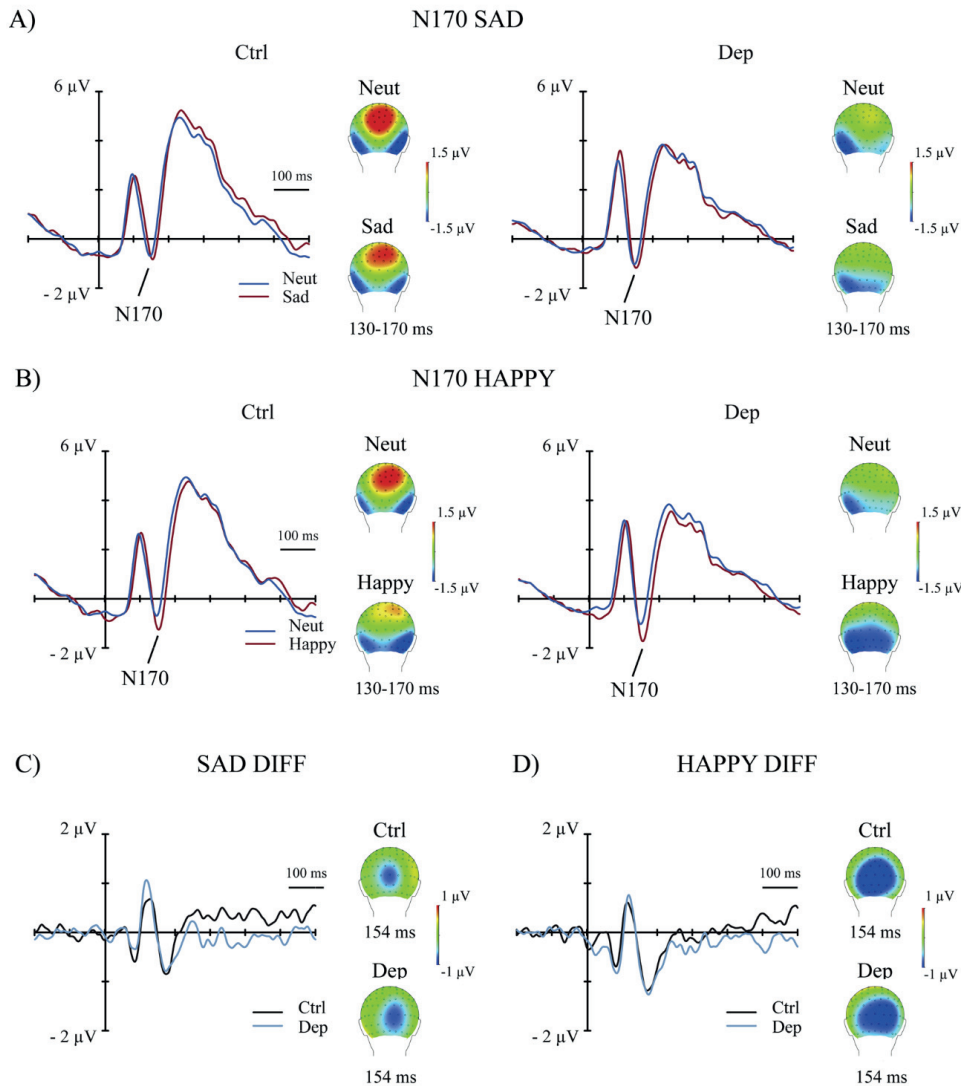 A)
N170 SAD
Ctrl
Dep
6 µV
Neut
6 µV
Neut
1.5 µV
1.5 µV
100 ms
-1.5 µV
-1.5 µV
Sad
Sad
Neut
Sad
- 2 µV
- 2 µV
N170
N170
130-170 ms
130-170 ms
B)
N170 HAPPY
Ctrl
Dep
6 µV
Neut
6 µV
Neut
1.5 µV
1.5 µV
100 ms
100 ms
-1.5 µV
-1.5 µV
Happy
Happy
Neut
Happy
- 2 µV
- 2 µV
N170
N170
130-170 ms
130-170 ms
C)
SAD DIFF
D)
HAPPY DIFF
2 µV
Ctrl
2 µV
Ctrl
100 ms
100 ms
1 µV
1 µV
154 ms
154 ms
-1 µV
-1 µV
Dep
Dep
Ctrl
Dep
Ctrl
Dep
- 2 µV
- 2 µV
154 ms
154 ms